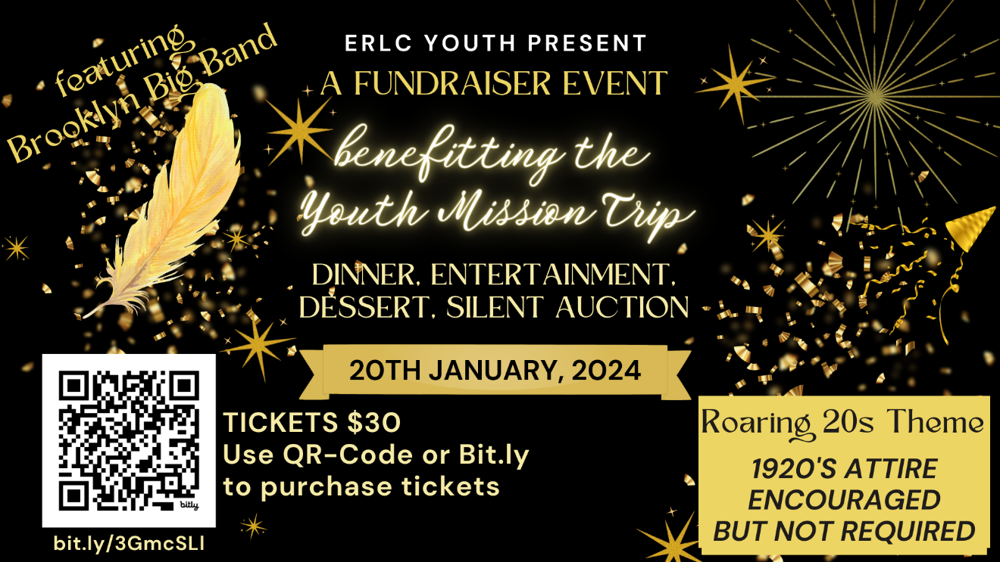 featuring
Brooklyn Big Band
ERLC YOUTH PRESENT
A FUNDRAISER EVENT
benefitting the
Youth Mission Trip
DINNER, ENTERTAINMENT,
DESSERT, SILENT AUCTION
20TH JANUARY, 2024
TICKETS $30
Use QR-Code or Bit.ly
to purchase tickets
bitly
bit.ly/3GmcSLI
Roaring 20s Theme
1920'S ATTIRE
ENCOURAGED
BUT NOT REQUIRED